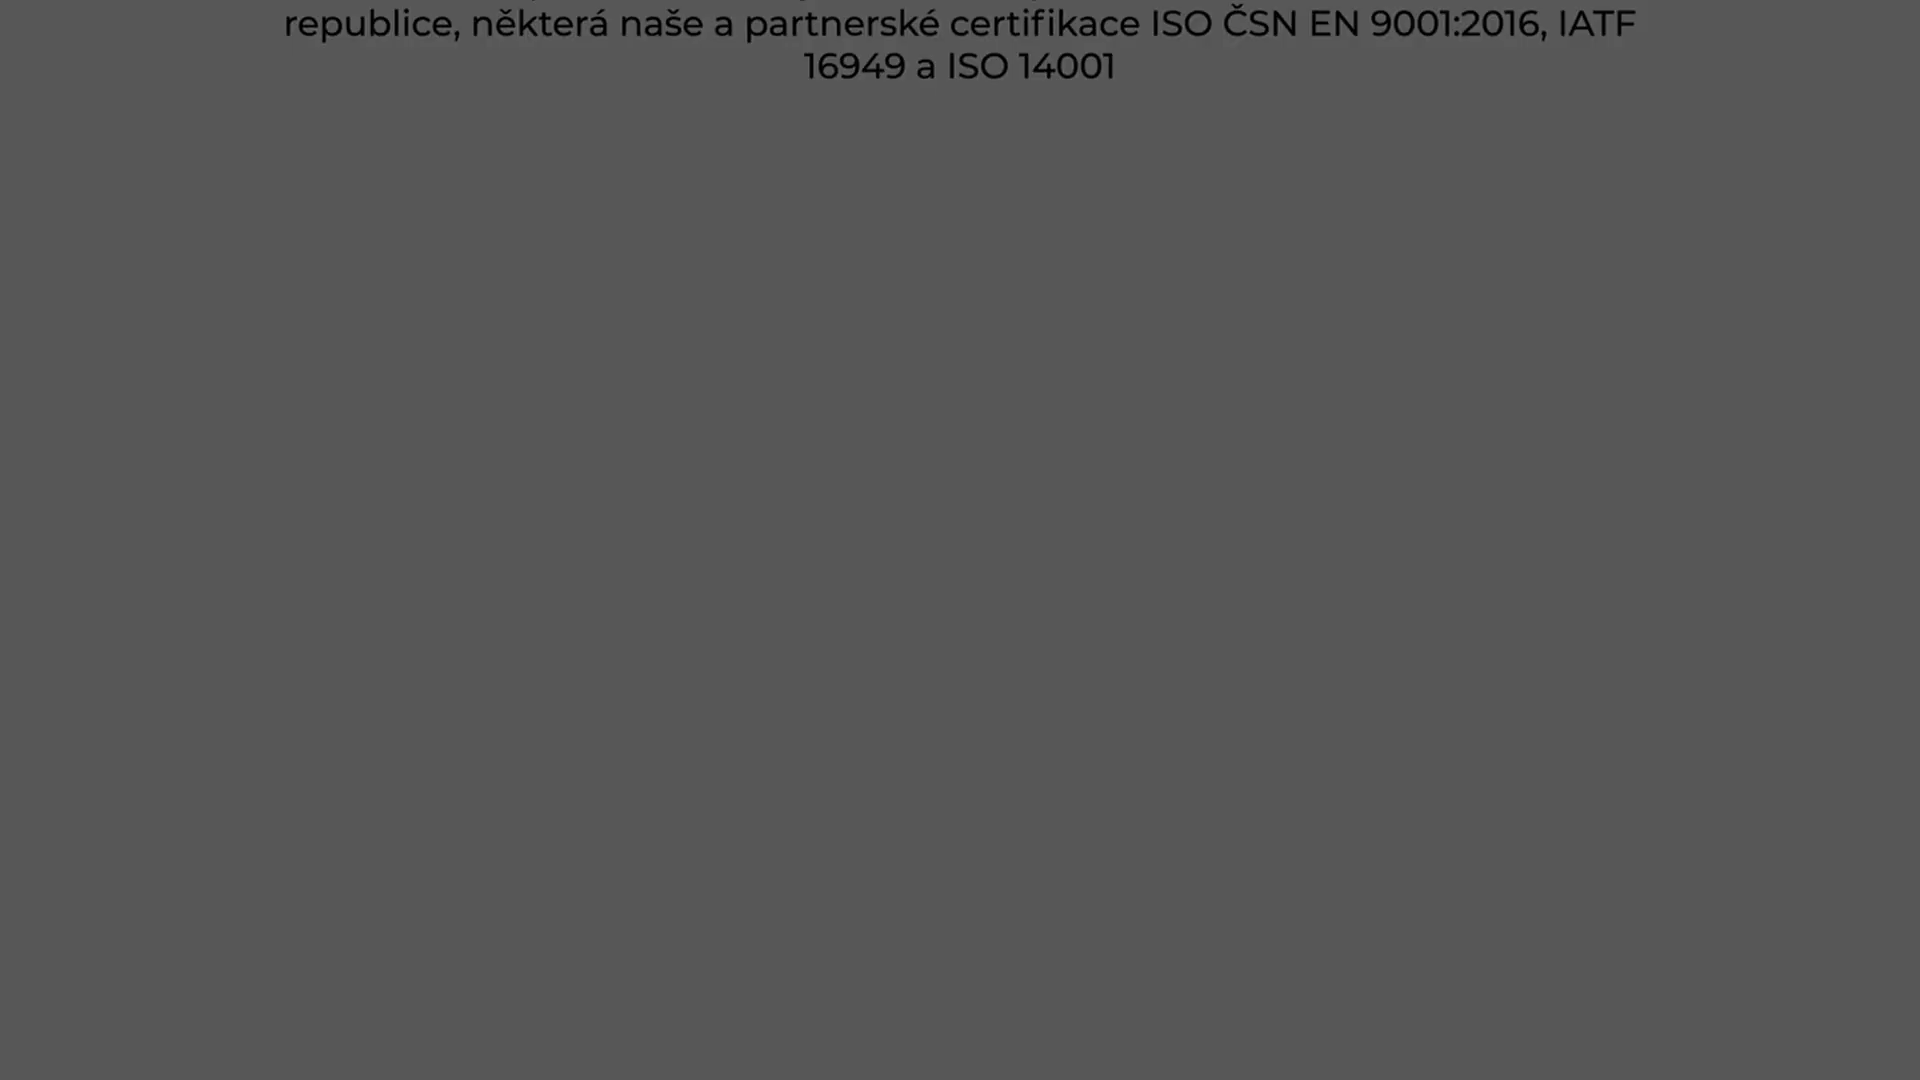 republice, některá naše a partnerské certifikace ISO ČSN EN 9001:2016, IATF
16949 a ISO 14001